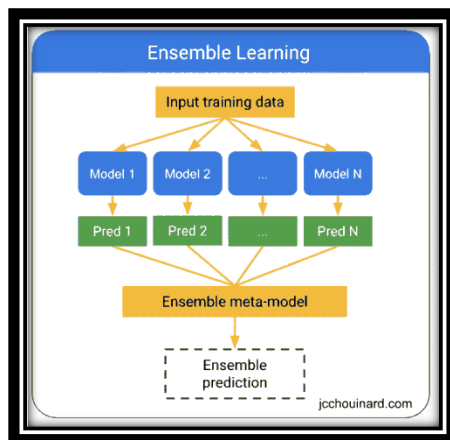 Ensemble Learning
Input training data
Model 1
Model 2
...
Model N
Pred 1
Pred 2
...
Pred N
Ensemble meta-model
Ensemble
prediction
jcchouinard.com